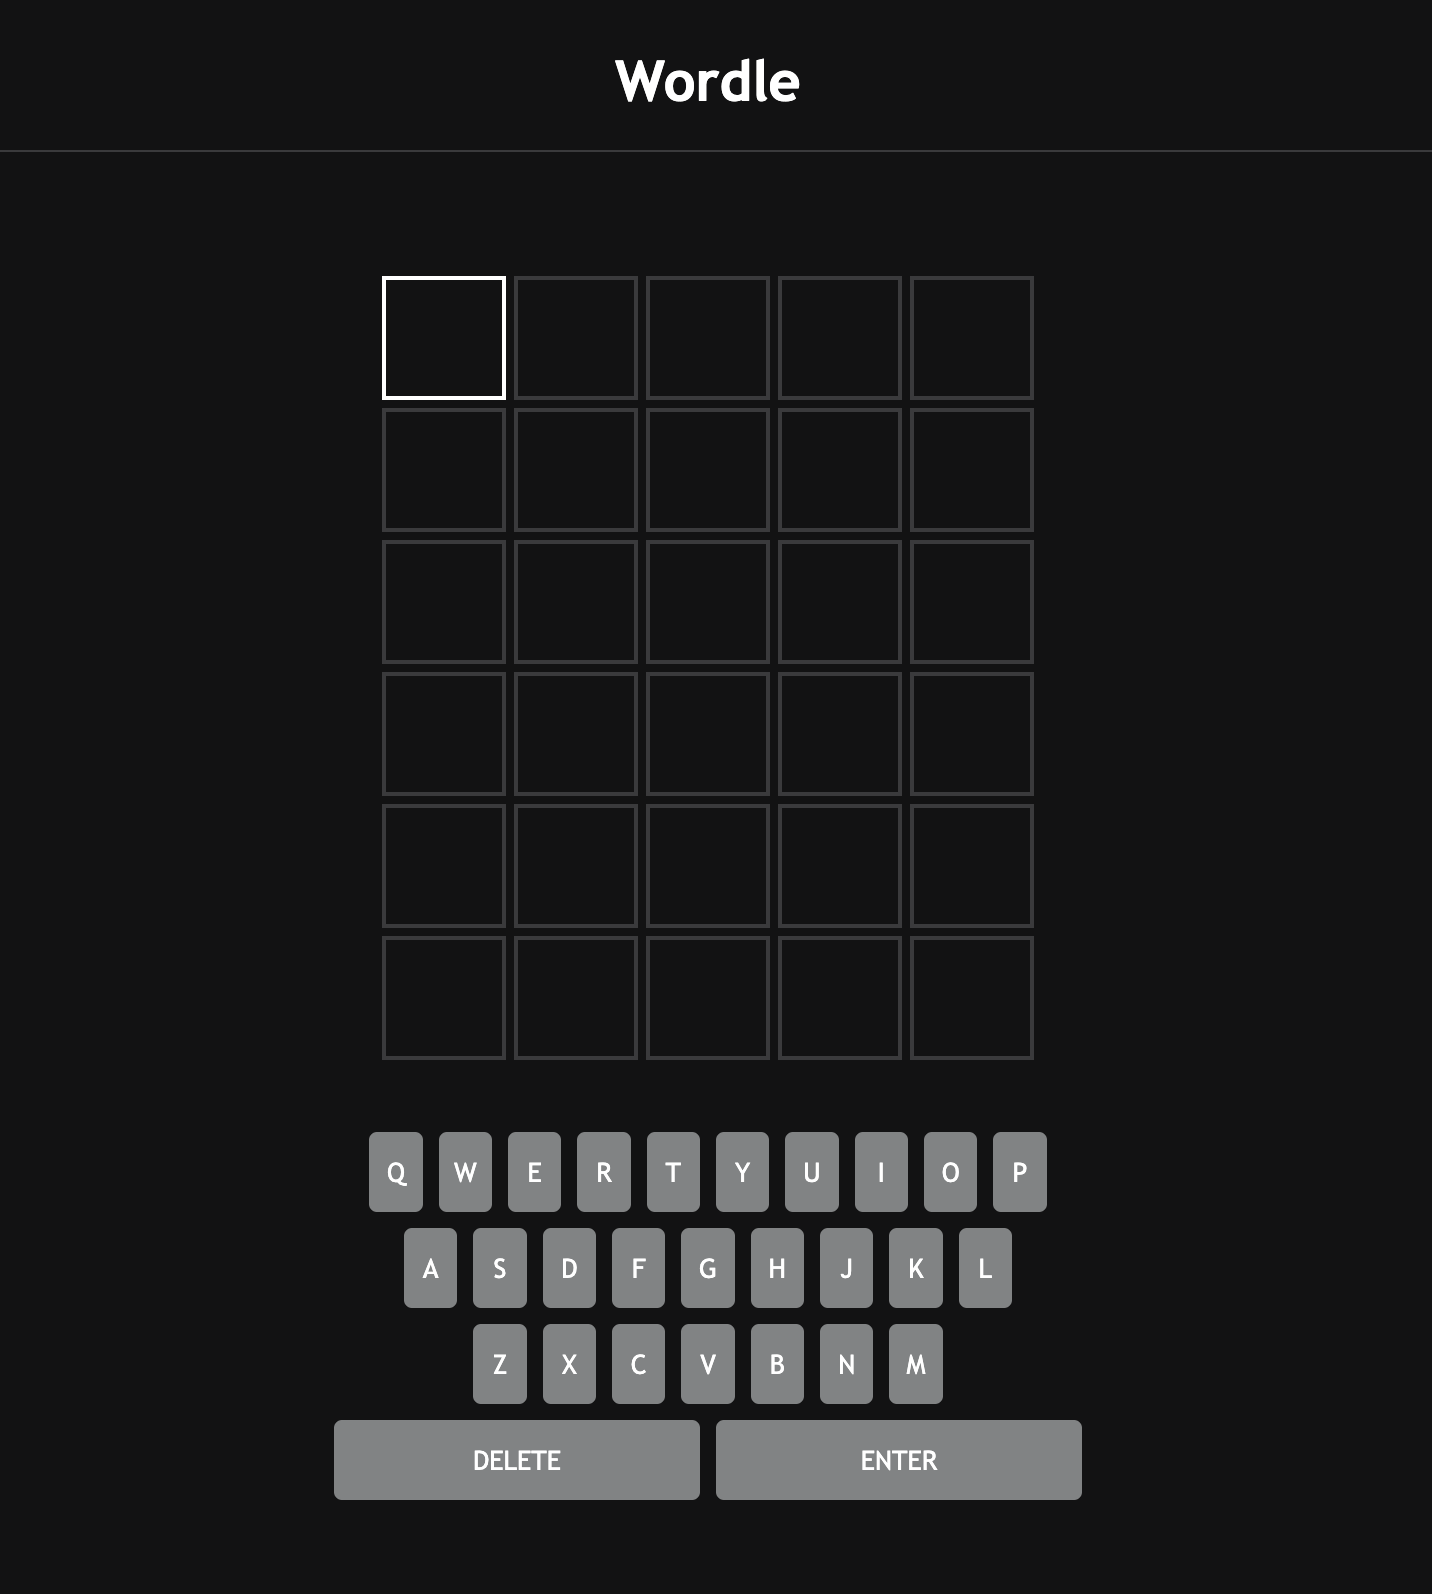 Wordle
Q W E R T Y U I O P
A S D F G H J K L
Z X C V B N M
DELETE ENTER